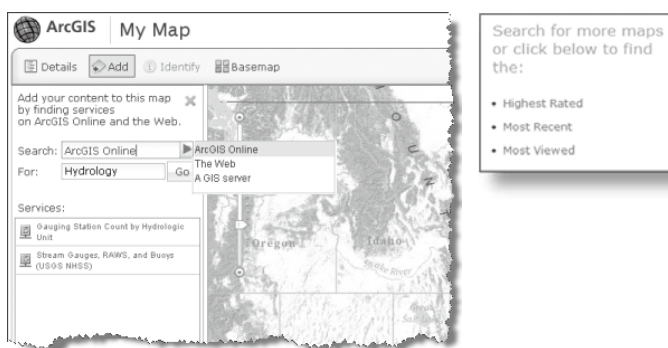 ArcGIS My Map
Details Add Identify Basemap
Add your content to this map
by finding services
on ArcGIS Online and the Web.
Search: ArcGIS Online
ArcGIS Online
The Web
A GIS server
For: Hydrology Go
Services:
Gauging Station Count by Hydrologic
Unit
Stream Gauges, RAWS, and Buoys
(USGS NHSS)
O
U
N
T
Oregon
Idaho
Snake River
Great
Search for more maps
or click below to find
the:
• Highest Rated
• Most Recent
• Most Viewed